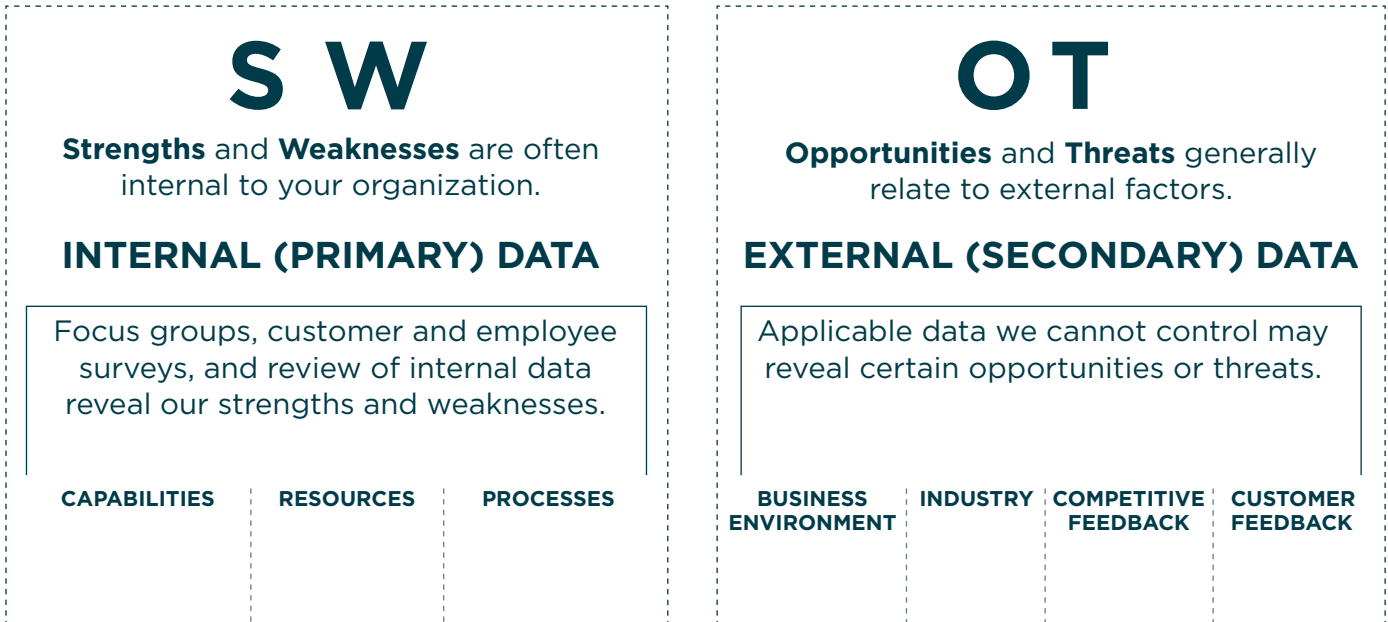 S W
Strengths and Weaknesses are often
internal to your organization.
INTERNAL (PRIMARY) DATA
Focus groups, customer and employee
surveys, and review of internal data
reveal our strengths and weaknesses.
CAPABILITIES
RESOURCES
PROCESSES
O T
Opportunities and Threats generally
relate to external factors.
EXTERNAL (SECONDARY) DATA
Applicable data we cannot control may
reveal certain opportunities or threats.
BUSINESS
ENVIRONMENT
INDUSTRY
COMPETITIVE
FEEDBACK
CUSTOMER
FEEDBACK